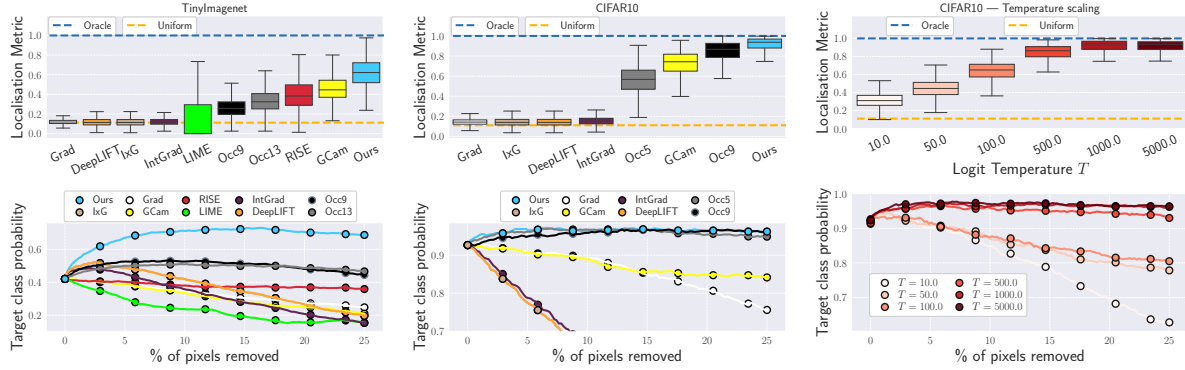 TinyImagenet
Oracle
Uniform
Localisation Metric
1.0
0.8
0.6
0.4
0.2
0.0
Grad
DeepLIFT
IxG
IntGrad
LIME
Occ9
Occ13
RISE
GCam
Ours
CIFAR10
Oracle
Uniform
Localisation Metric
1.0
0.8
0.6
0.4
0.2
0.0
Grad
IxG
DeepLIFT
IntGrad
Occ5
GCam
Occ9
Ours
CIFAR10 — Temperature scaling
Oracle
Uniform
Localisation Metric
1.0
0.8
0.6
0.4
0.2
0.0
10.0
50.0
100.0
500.0
1000.0
5000.0
Logit Temperature T
Ours
Grad
RISE
IntGrad
Occ9
IxG
GCam
LIME
DeepLIFT
Occ13
Target class probability
0.6
0.4
0.2
0
5
10
15
20
25
% of pixels removed
Ours
Grad
IntGrad
Occ5
IxG
GCam
DeepLIFT
Occ9
Target class probability
0.9
0.8
0.7
0
5
10
15
20
25
% of pixels removed
Target class probability
1.0
0.9
0.8
0.7
T = 10.0
T = 500.0
T = 50.0
T = 1000.0
T = 100.0
T = 5000.0
0
5
10
15
20
25
% of pixels removed